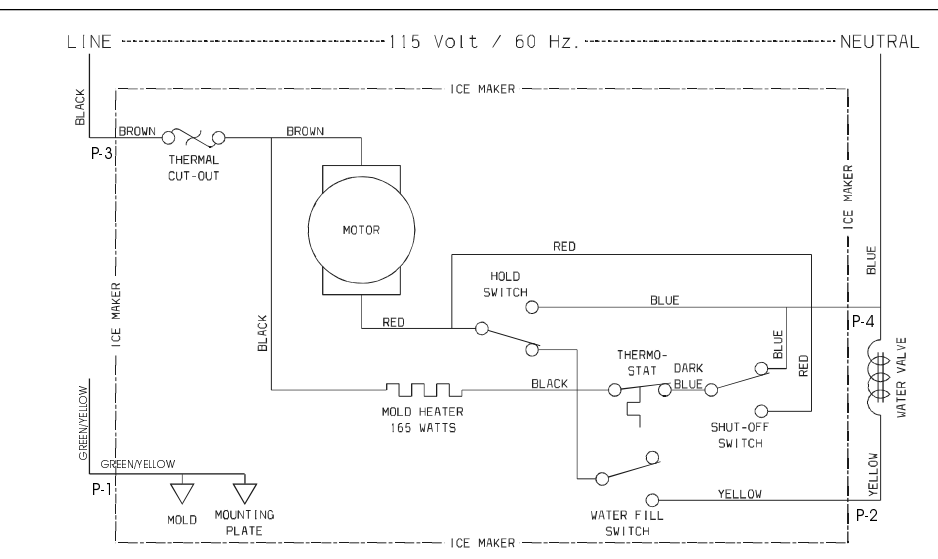 LINE 115 Volt / 60 Hz. NEUTRAL
ICE MAKER
BLACK
BROWN
BROWN
P-3
THERMAL
CUT-OUT
ICE MAKER
MOTOR
RED
BLUE
HOLD
SWITCH
BLUE
ICE MAKER
BLACK
RED
P-4
BLUE
RED
WATER VALVE
THERMO-
STAT
DARK
BLUE
BLACK
MOLD HEATER
165 WATTS
SHUT-OFF
SWITCH
GREEN/YELLOW
GREEN/YELLOW
P-1
MOLD
MOUNTING
PLATE
YELLOW
YELLOW
WATER FILL
SWITCH
P-2
ICE MAKER